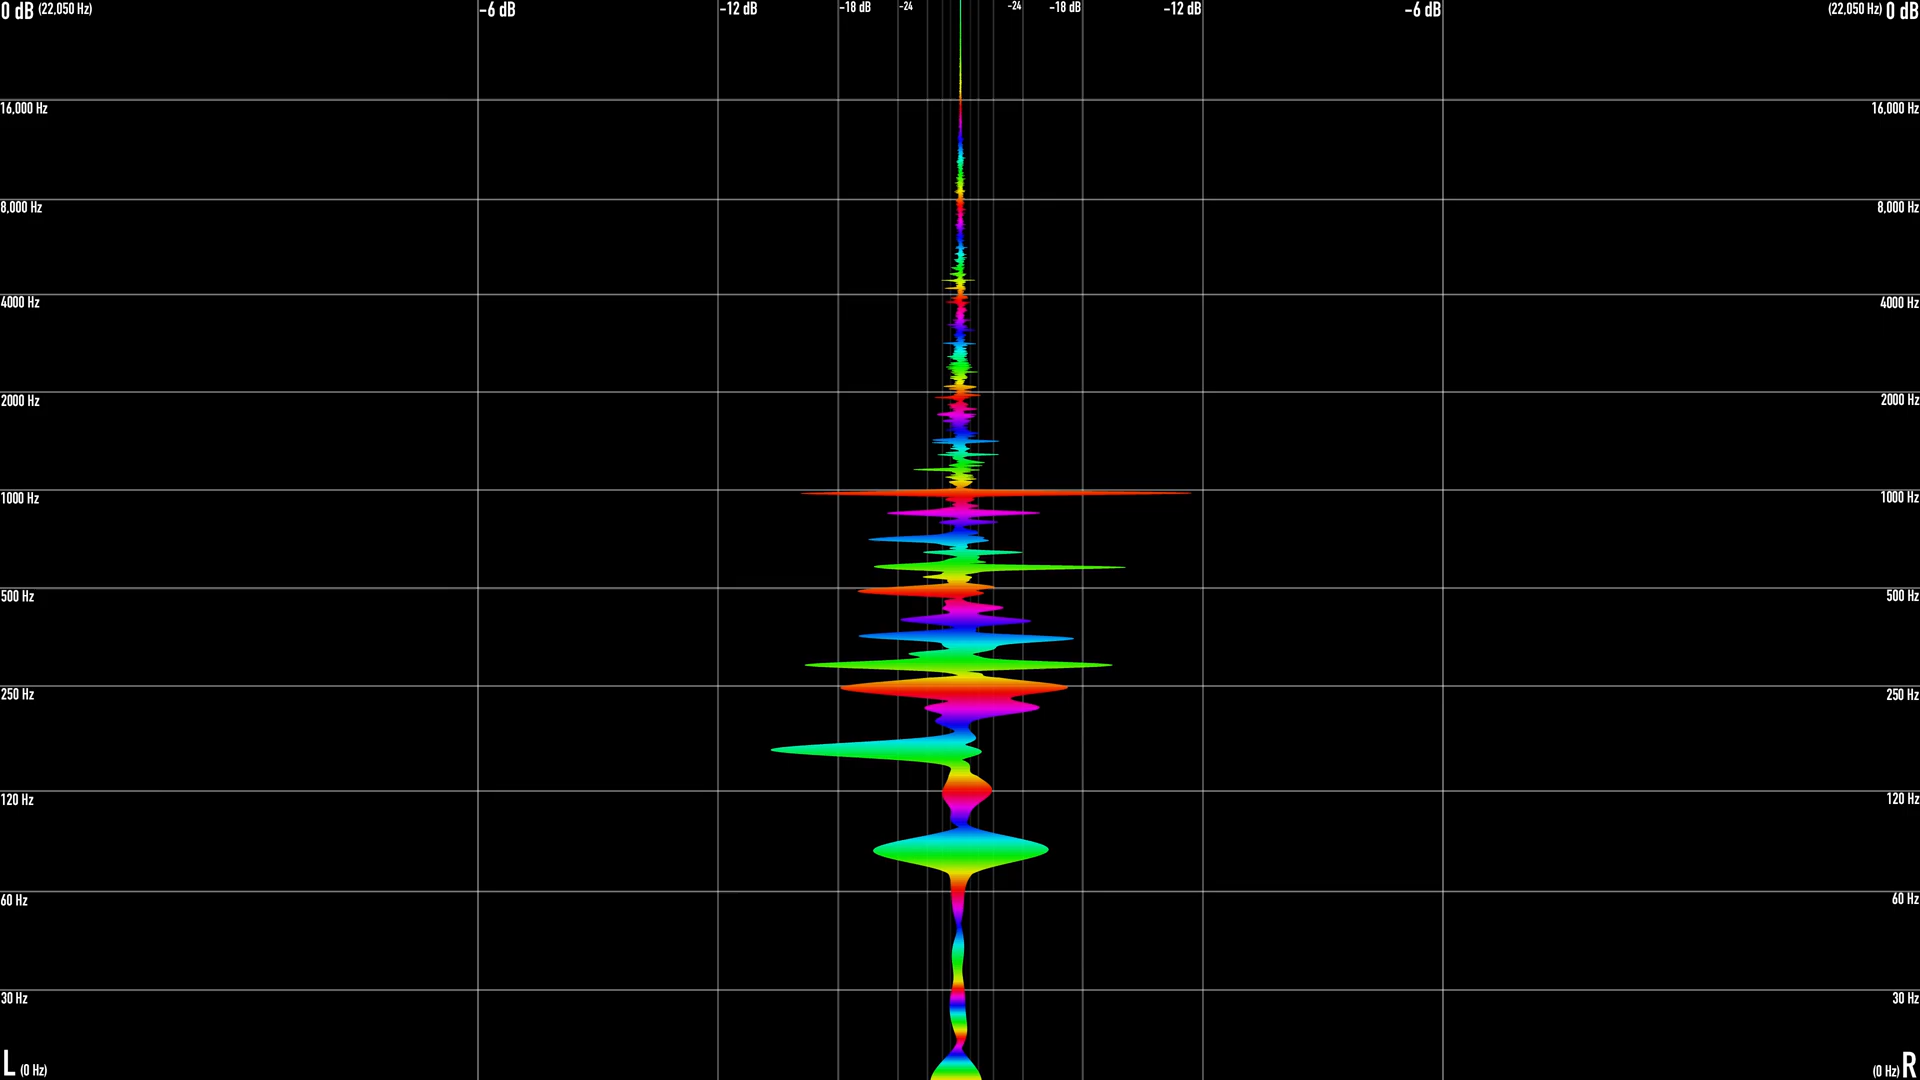 0 dB (22,050 Hz) -6 dB -12 dB -18 dB -24 -24 -18 dB -12 dB -6 dB (22,050 Hz) 0 dB
16,000 Hz 16,000 Hz
8,000 Hz 8,000 Hz
4000 Hz 4000 Hz
2000 Hz 2000 Hz
1000 Hz 1000 Hz
500 Hz 500 Hz
250 Hz 250 Hz
120 Hz 120 Hz
60 Hz 60 Hz
30 Hz 30 Hz
L (0 Hz) (0 Hz) R